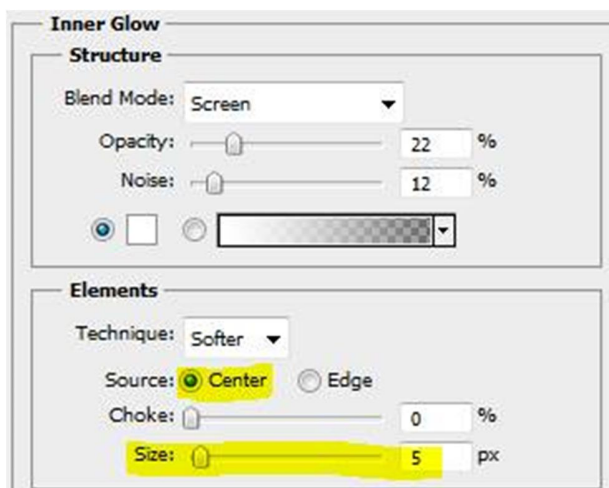 Inner Glow
Structure
Blend Mode: Screen
Opacity: 22 %
Noise: 12 %
Elements
Technique: Softer
Source: Center Edge
Choke: 0 %
Size: 5 px